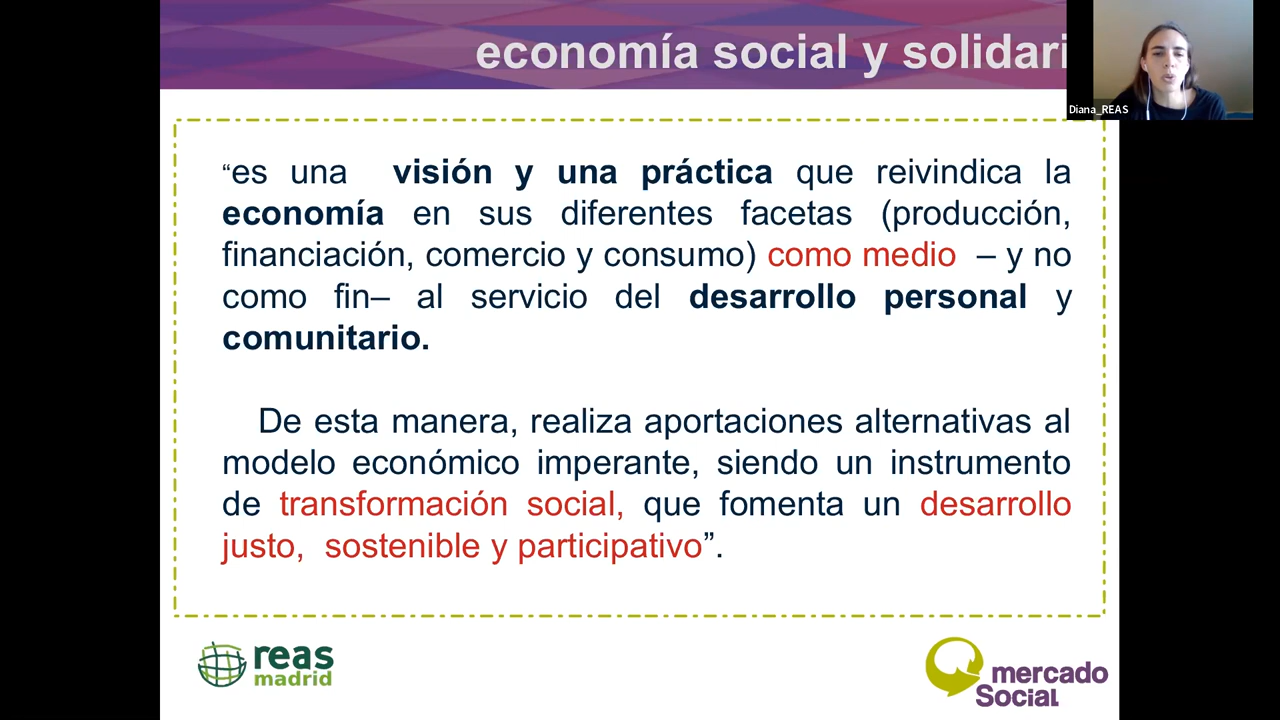 economía social y solidari
Diana_REAS
“es una visión y una práctica que reivindica la
economía en sus diferentes facetas (producción,
financiación, comercio y consumo) como medio – y no
como fin– al servicio del desarrollo personal y
comunitario.
De esta manera, realiza aportaciones alternativas al
modelo económico imperante, siendo un instrumento
de transformación social, que fomenta un desarrollo
justo, sostenible y participativo”.
reas
madrid
mercado
Social